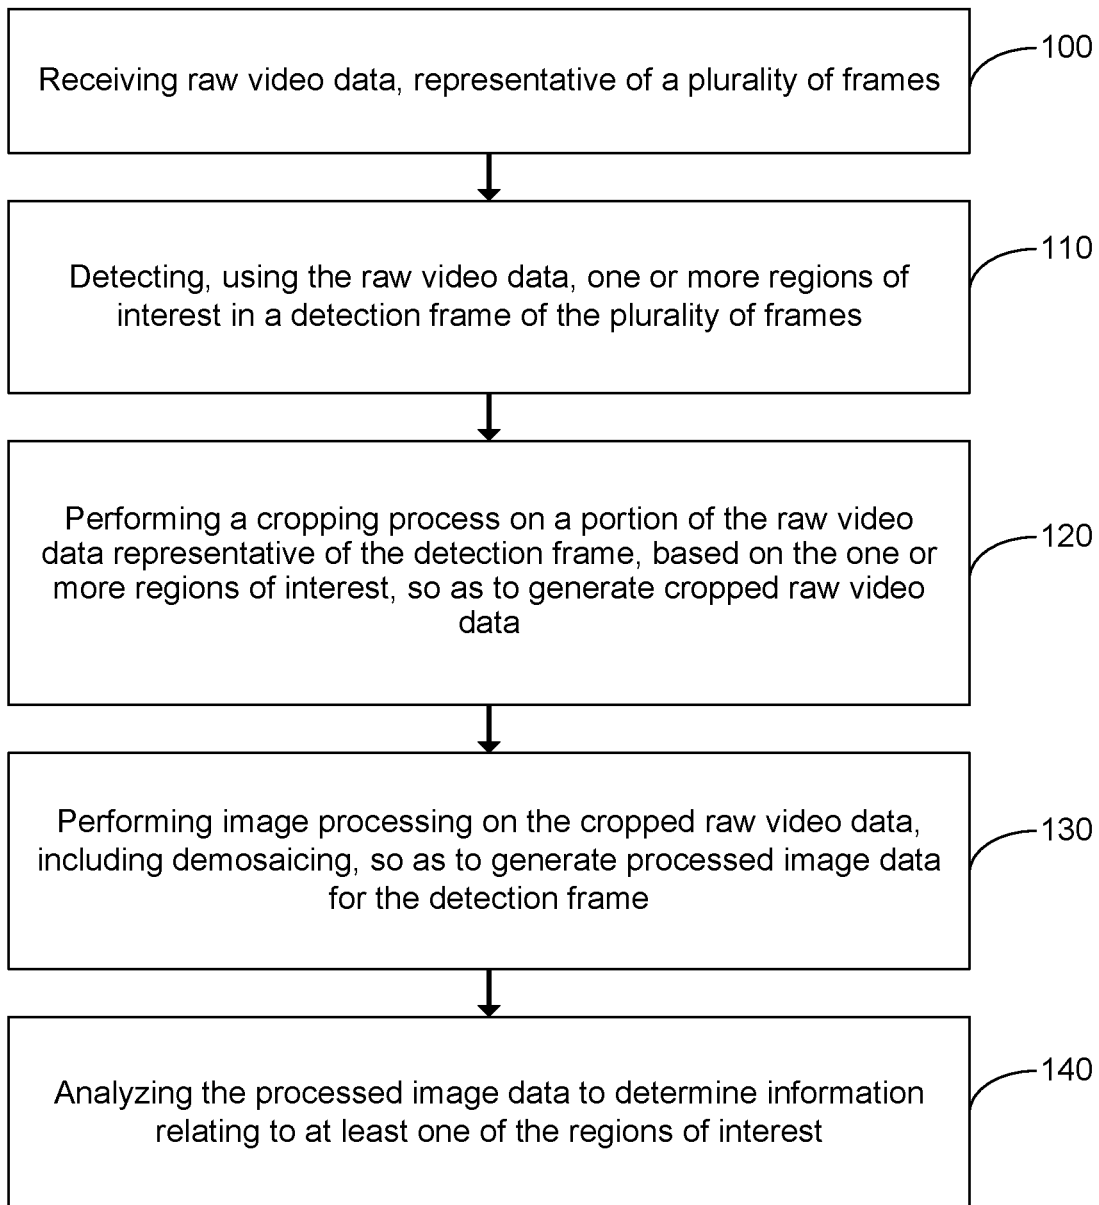 Receiving raw video data, representative of a plurality of frames
100
Detecting, using the raw video data, one or more regions of
interest in a detection frame of the plurality of frames
110
Performing a cropping process on a portion of the raw video
data representative of the detection frame, based on the one or
more regions of interest, so as to generate cropped raw video
data
120
Performing image processing on the cropped raw video data,
including demosaicing, so as to generate processed image data
for the detection frame
130
Analyzing the processed image data to determine information
relating to at least one of the regions of interest
140